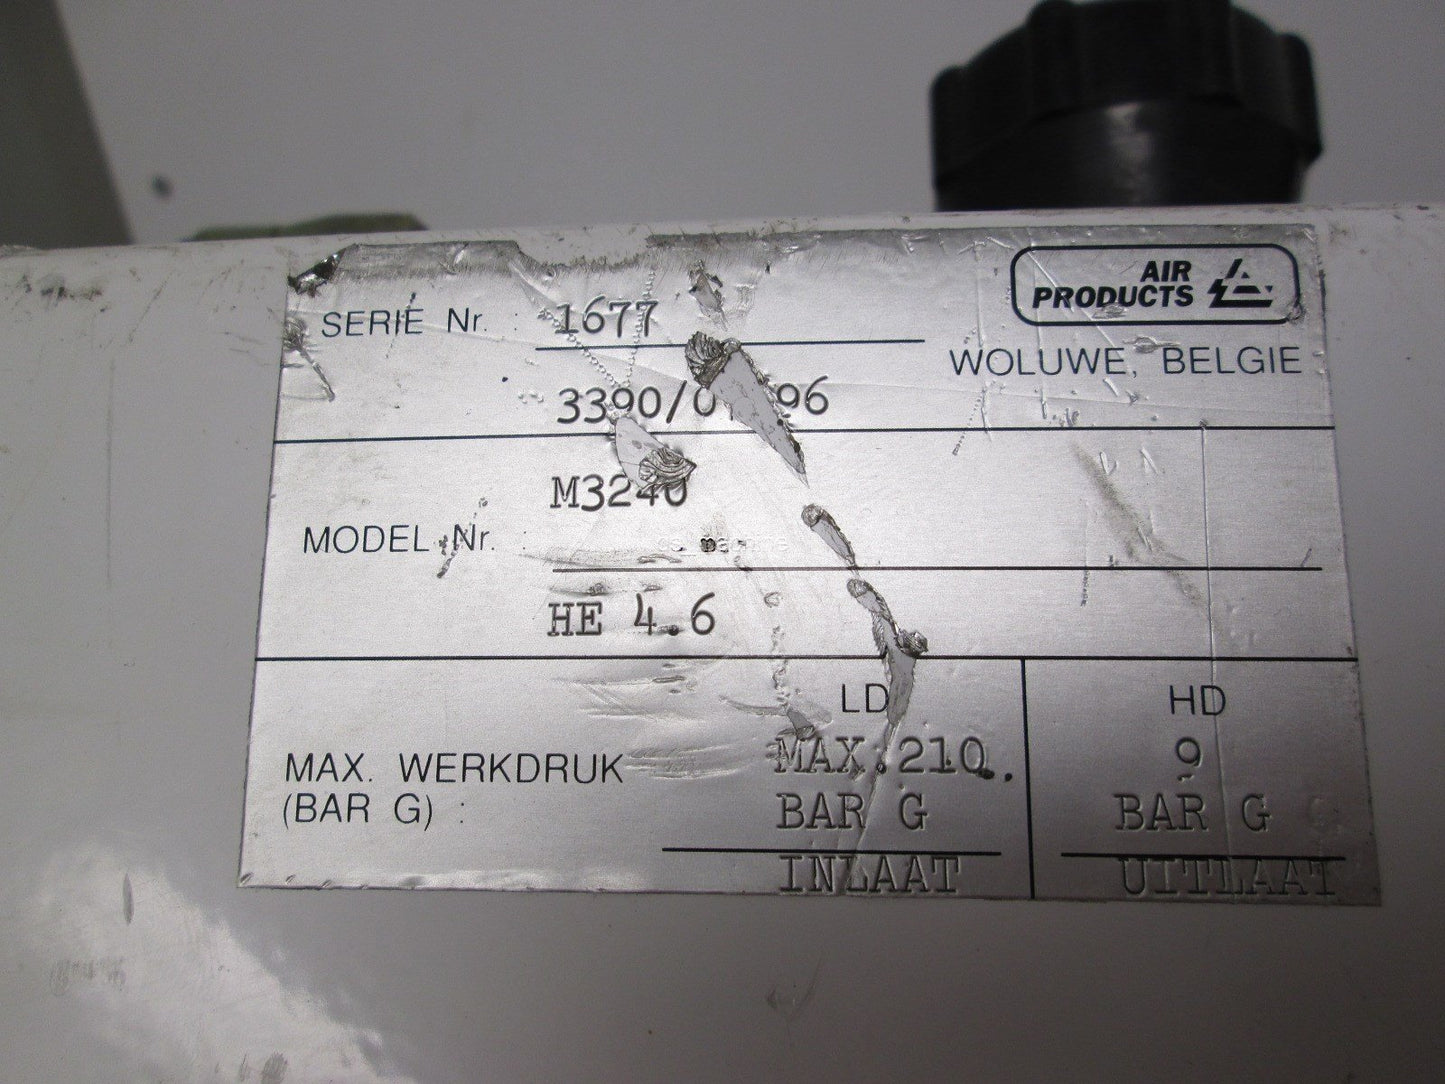 AIR
PRODUCTS
SERIE Nr. : 1677
WOLUWE, BELGIE
M3240
MODEL Nr. :
HE 4.6
LD HD
MAX. WERKDRUK MAX.210. 9
(BAR G) : BAR G BAR G
INLAAT UITLAAT